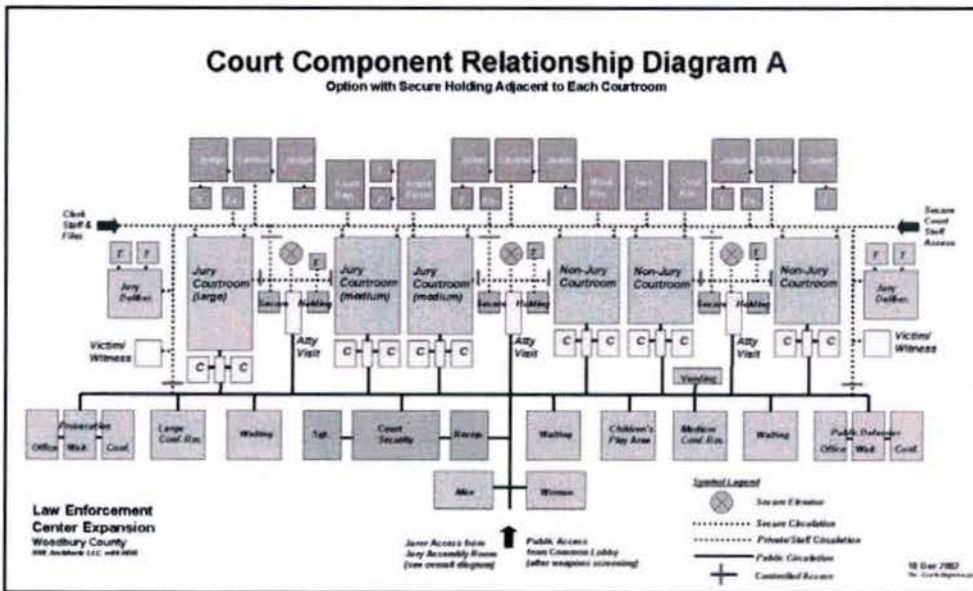 Court Component Relationship Diagram A
Option with Secure Holding Adjacent to Each Courtroom
Clerk
Staff &
Files
Secure
Court
Staff
Access
T
T
Jury
Deliber.
Jury
Courtroom
(large)
Secure
Holding
T
Jury
Courtroom
(medium)
Jury
Courtroom
(medium)
Secure
Holding
T
Non-Jury
Courtroom
Non-Jury
Courtroom
Secure
Holding
T
Non-Jury
Courtroom
T
T
Jury
Deliber.
Victim/
Witness
C
C
Atty
Visit
C
C
C
C
Atty
Visit
C
C
C
C
Atty
Visit
C
C
Victim/
Witness
Vending
Prosecution
Office
Wait.
Conf.
Large
Conf. Rm.
Waiting
Sgt.
Court
Security
Recep.
Waiting
Children's
Play Area
Medium
Conf. Rm.
Waiting
Public Defender
Office
Wait.
Conf.
Men
Women
Law Enforcement
Center Expansion
Woodbury County
Juror Access from
Jury Assembly Room
(see overall diagram)
Public Access
from Common Lobby
(after weapons screening)
Symbol Legend
Secure Elevator
Secure Circulation
Private/Staff Circulation
Public Circulation
Controlled Access